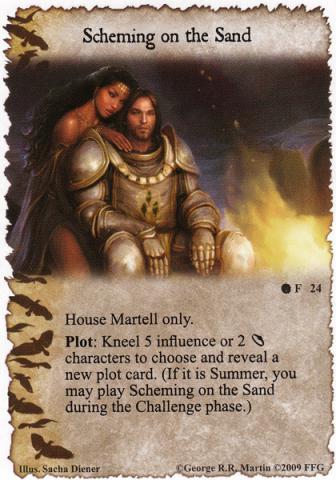 Scheming on the Sand
F 24
House Martell only.
Plot: Kneel 5 influence or 2
characters to choose and reveal a
new plot card. (If it is Summer, you
may play Scheming on the Sand
during the Challenge phase.)
Illus. Sacha Diener ©George R.R. Martin ©2009 FFG